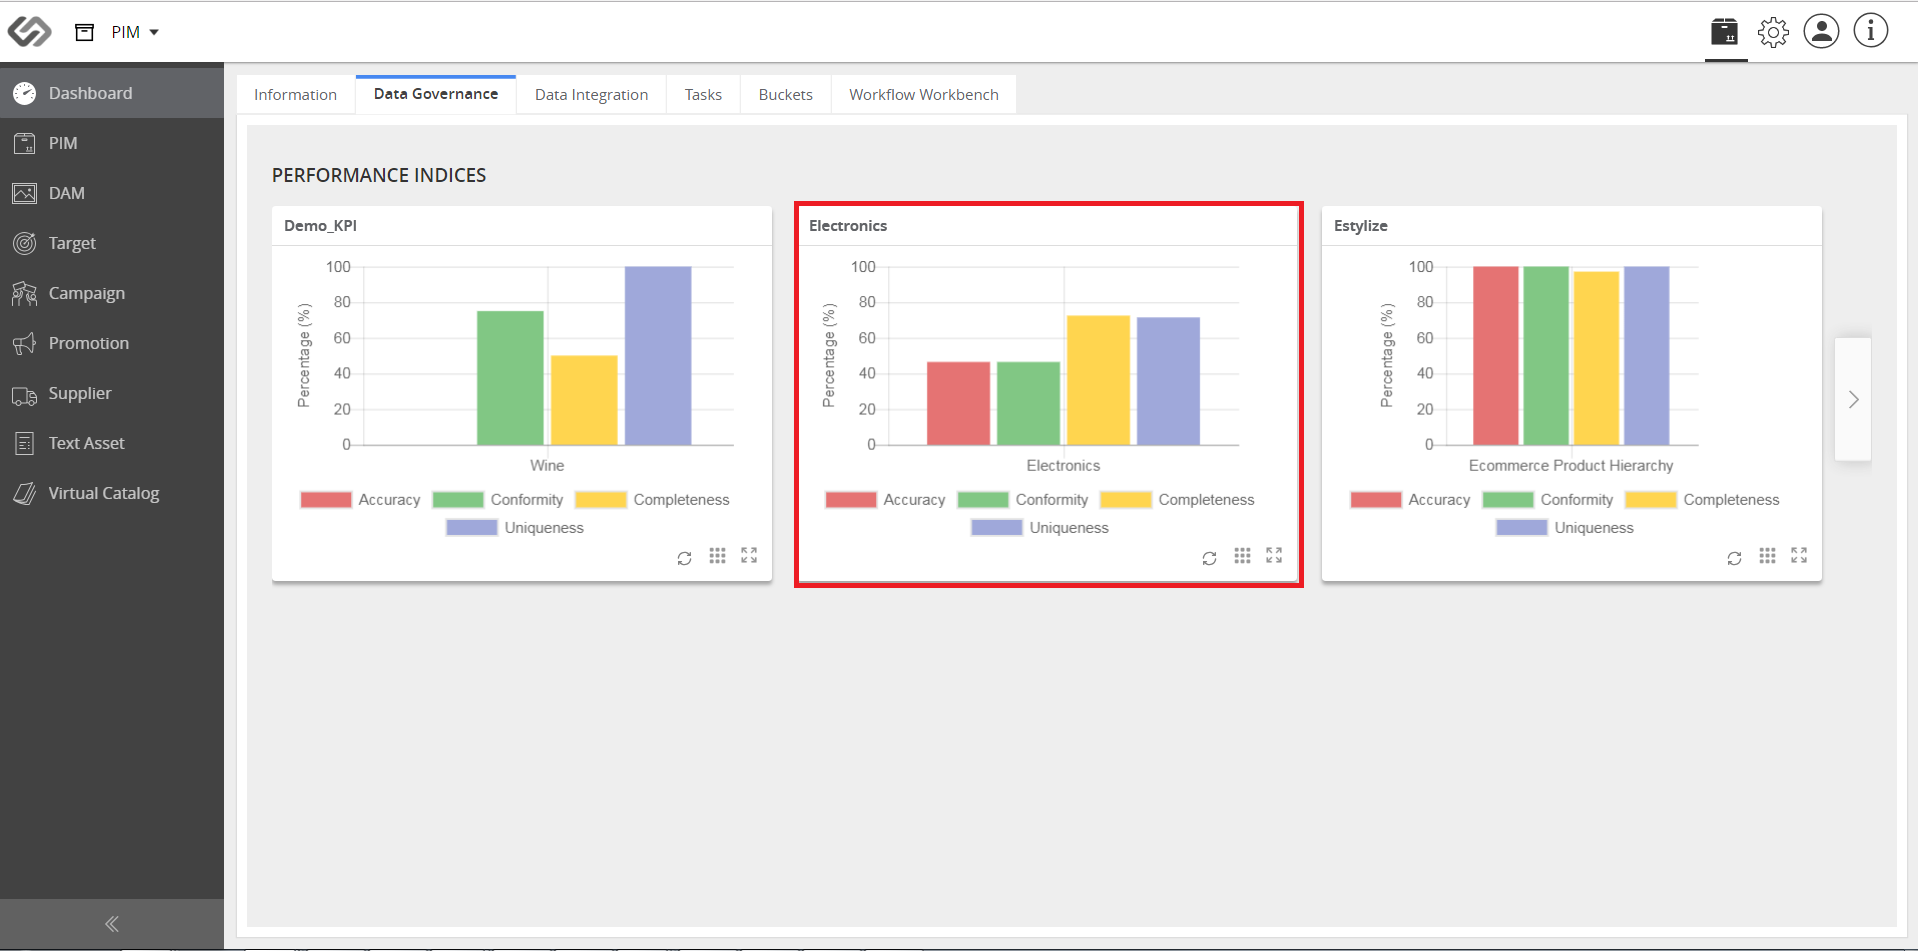 PIM
Dashboard
PIM
DAM
Target
Campaign
Promotion
Supplier
Text Asset
Virtual Catalog
Information
Data Governance
Data Integration
Tasks
Buckets
Workflow Workbench
PERFORMANCE INDICES
Demo_KPI
Percentage (%)
100
80
60
40
20
0
Wine
Accuracy Conformity Completeness
Uniqueness
Electronics
Percentage (%)
100
80
60
40
20
0
Electronics
Accuracy Conformity Completeness
Uniqueness
Estylize
Percentage (%)
100
80
60
40
20
0
Ecommerce Product Hierarchy
Accuracy Conformity Completeness
Uniqueness